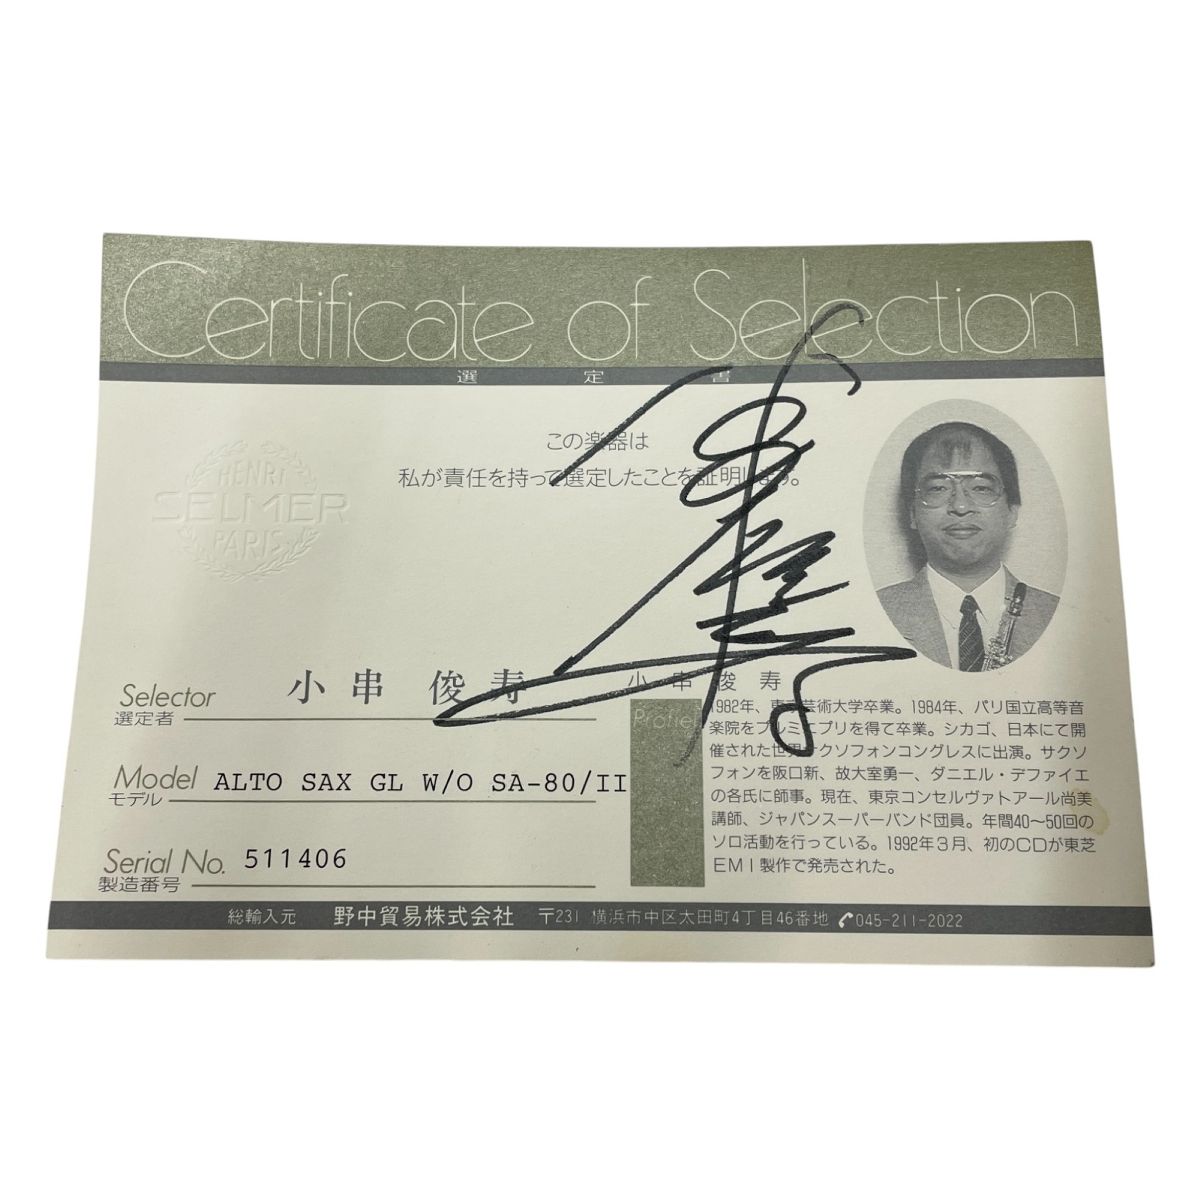 Certificate of Selection
選定書
この楽器は
私が責任を持って選定したことを証明します。
HENRI
SELMER
PARIS
Selector
選定者
小串 俊寿
Model
モデル
ALTO SAX GL W/O SA-80/II
Serial No.
製造番号
511406
小串俊寿
Profiel
1982年、東京芸術大学卒業。1984年、パリ国立高等音
楽院をプルミエプリを得て卒業。シカゴ、日本にて開
催された世界サクソフォンコングレスに出演。サクソ
フォンを阪口新、故大室勇一、ダニエル・デファイエ
の各氏に師事。現在、東京コンセルヴァトアール尚美
講師、ジャパンスーパーバンド団員。年間40〜50回の
ソロ活動を行っている。1992年3月、初のCDが東芝
EMI製作で発売された。
総輸入元 野中貿易株式会社 〒231 横浜市中区太田町4丁目46番地 ✆045-211-2022